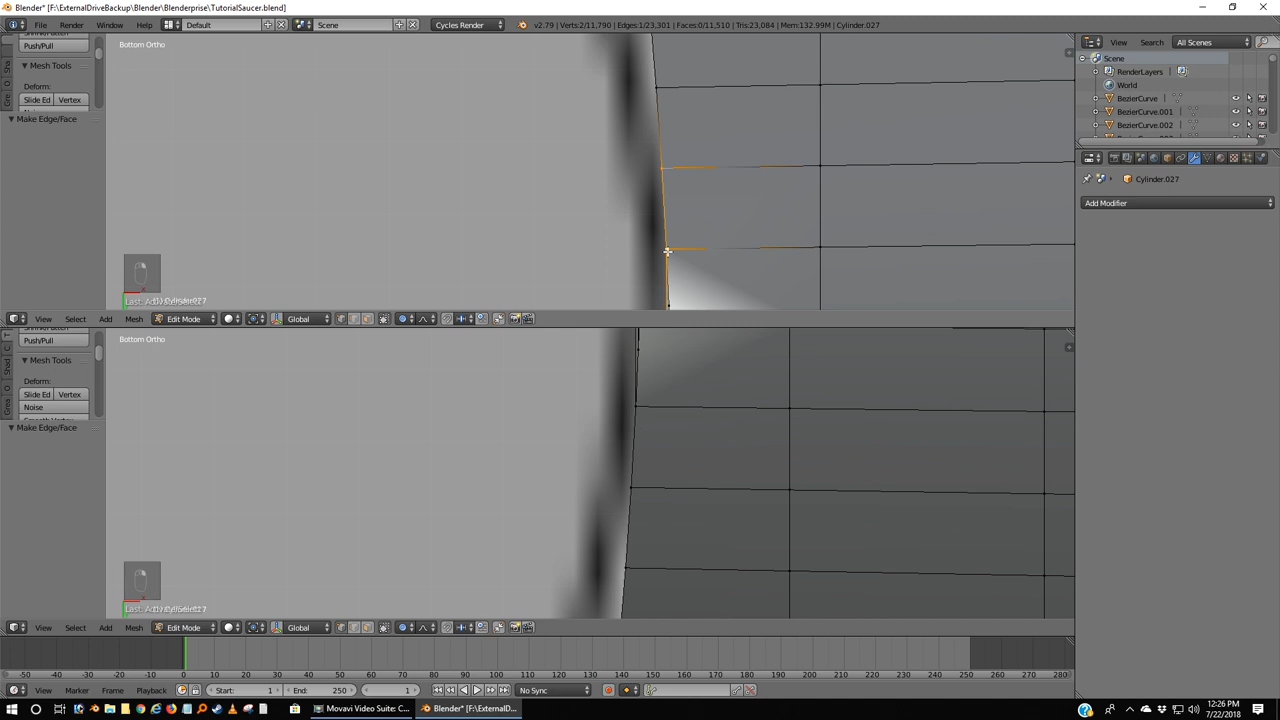 Blender* [F:\ExternalDriveBackup\Blender\Blenderprise\TutorialSaucer.blend]
File Render Window Help Default Scene Cycles Render v2.79 | Verts:2/11,790 | Edges:1/23,301 | Faces:0/11,510 | Tris:23,084 | Mem:132.99M | Cylinder.027
Push/Pull
Mesh Tools
Deform:
Slide Ed Vertex
Make Edge/Face
Bottom Ortho
View Select Add Mesh Edit Mode Global
Push/Pull
Mesh Tools
Deform:
Slide Ed Vertex
Noise
Make Edge/Face
Bottom Ortho
View Select Add Mesh Edit Mode Global
-50 -40 -30 -20 -10 0 10 20 30 40 50 60 70 80 90 100 110 120 130 140 150 160 170 180 190 200 210 220 230 240 250 260 270 280
View Marker Frame Playback Start: 1 End: 250 1 No Sync
View Search All Scenes
Scene
RenderLayers
World
BezierCurve
BezierCurve.001
BezierCurve.002
Cylinder.027
Add Modifier
Movavi Video Suite: C...
Blender* [F:\ExternalD...
12:26 PM
7/22/2018